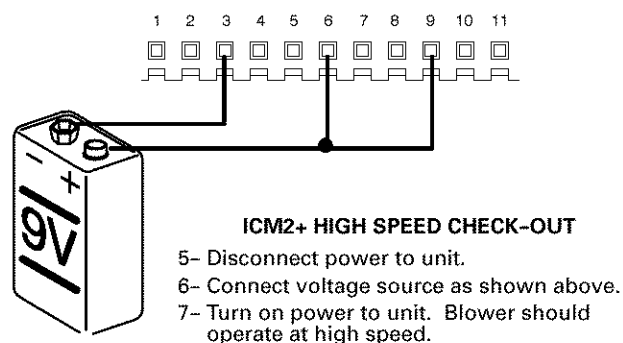 1 2 3 4 5 6 7 8 9 10 11
− +
9V
ICM2+ HIGH SPEED CHECK-OUT
5- Disconnect power to unit.
6- Connect voltage source as shown above.
7- Turn on power to unit. Blower should
operate at high speed.